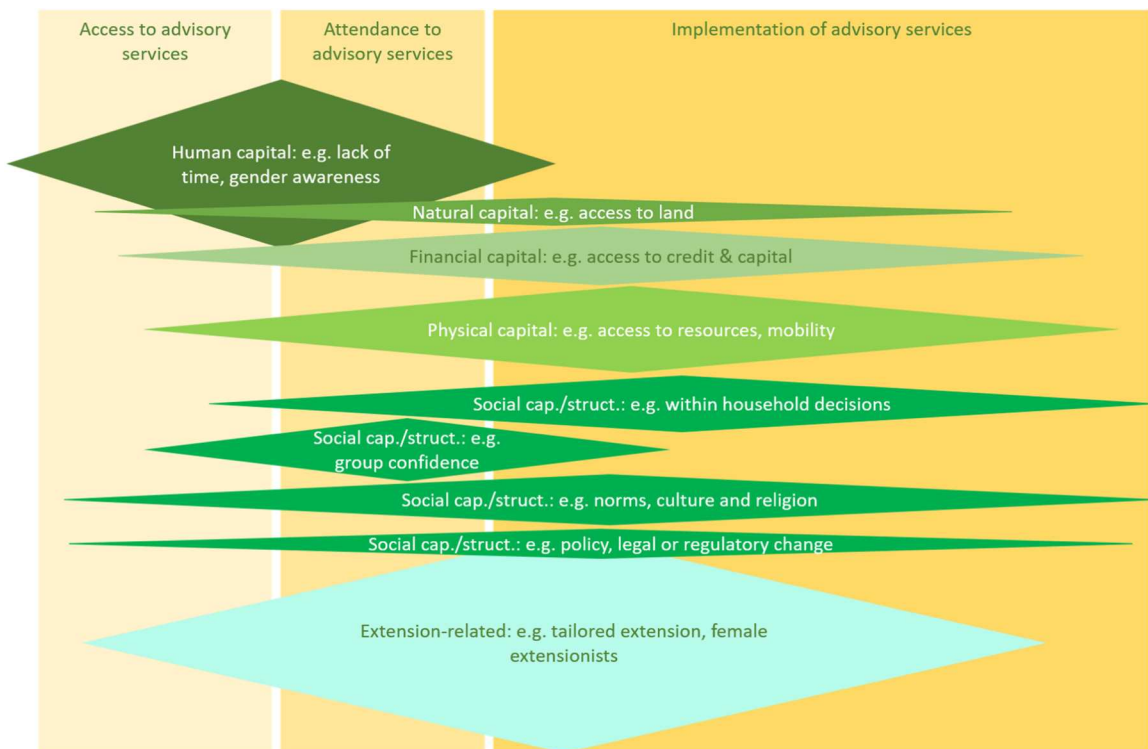 Access to advisory
services
Attendance to
advisory services
Implementation of advisory services
Human capital: e.g. lack of
time, gender awareness
Natural capital: e.g. access to land
Financial capital: e.g. access to credit & capital
Physical capital: e.g. access to resources, mobility
Social cap./struct.: e.g. within household decisions
Social cap./struct.: e.g.
group confidence
Social cap./struct.: e.g. norms, culture and religion
Social cap./struct.: e.g. policy, legal or regulatory change
Extension-related: e.g. tailored extension, female
extensionists